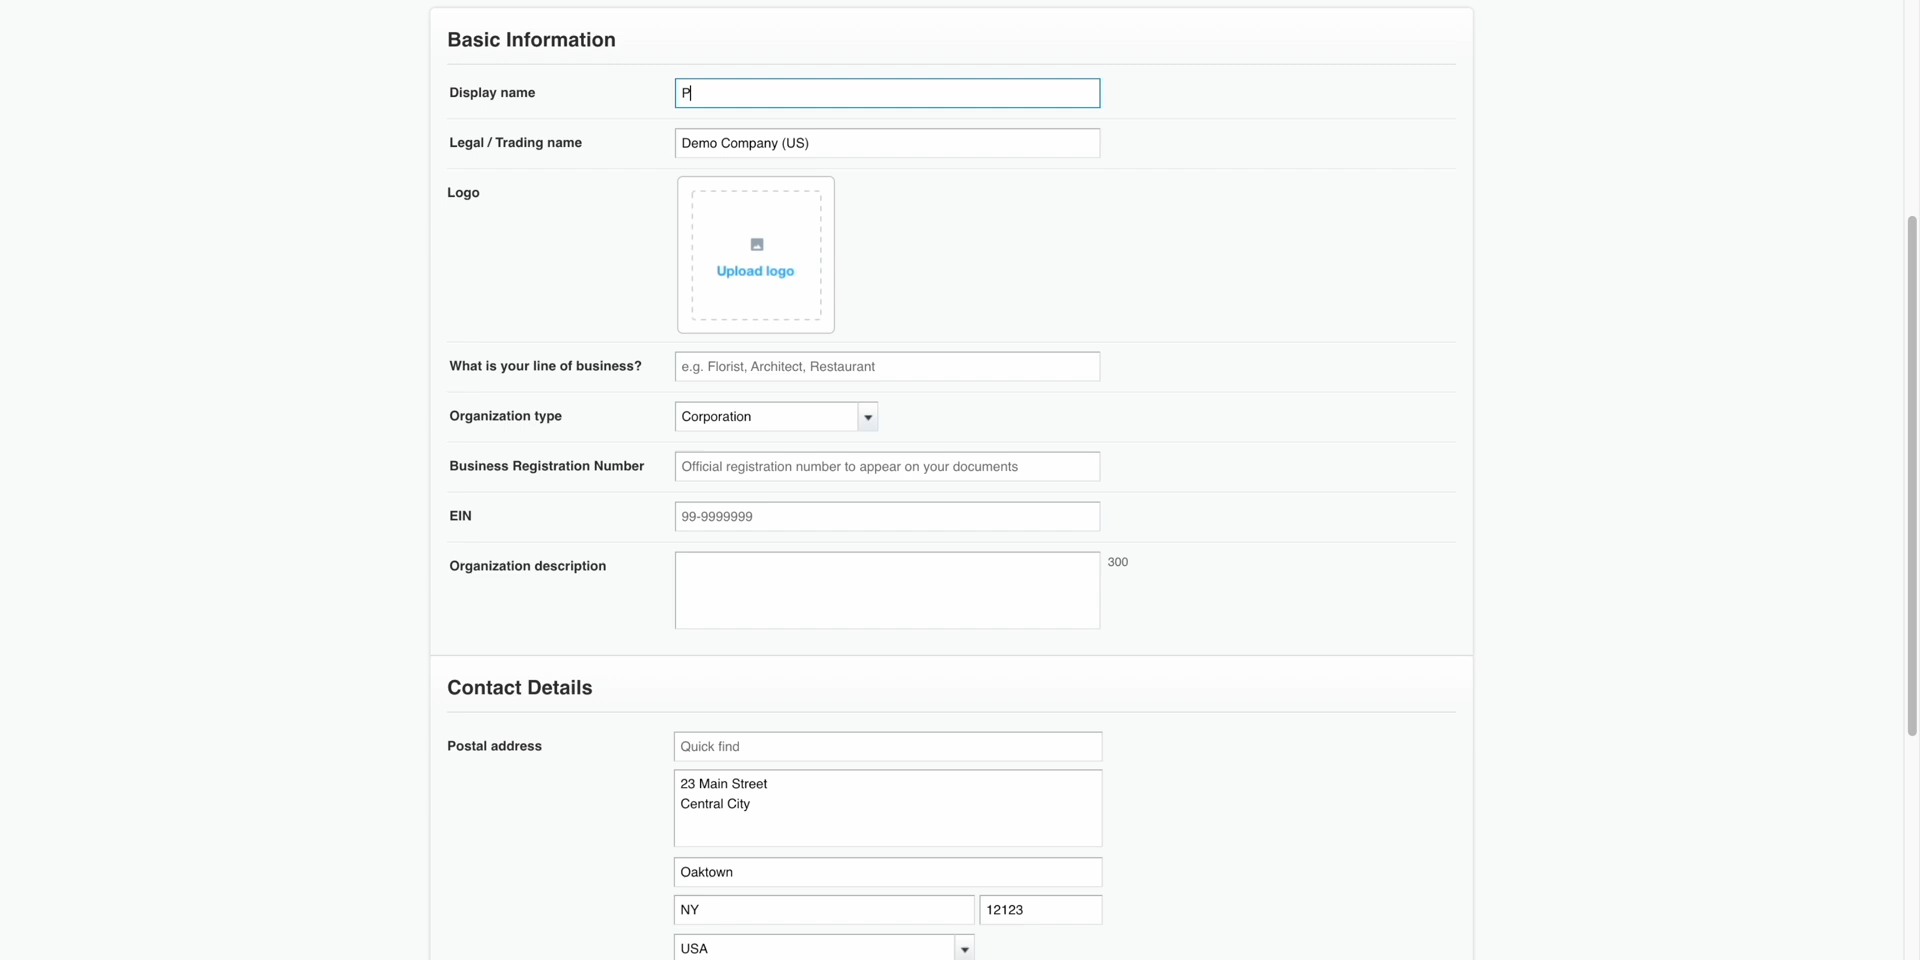 Basic Information
Display name
P
Legal / Trading name
Demo Company (US)
Logo
Upload logo
What is your line of business?
e.g. Florist, Architect, Restaurant
Organization type
Corporation
Business Registration Number
Official registration number to appear on your documents
EIN
99-9999999
Organization description
300
Contact Details
Postal address
Quick find
23 Main Street
Central City
Oaktown
NY
12123
USA